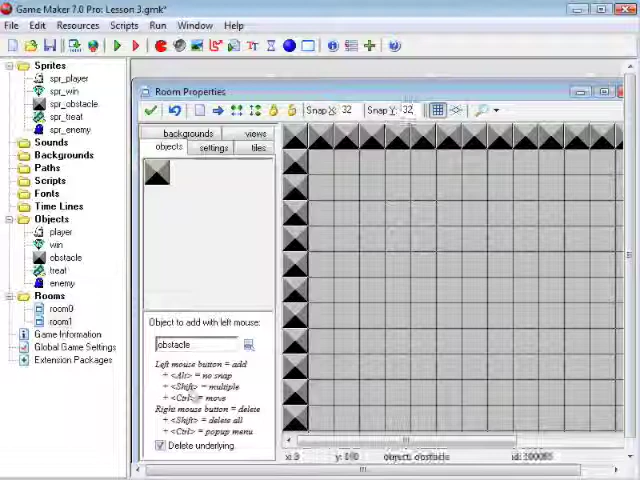 Game Maker 7.0 Pro: Lesson 3.gmk*
File Edit Resources Scripts Run Window Help
Sprites
spr_player
spr_win
spr_obstacle
spr_treat
spr_enemy
Sounds
Backgrounds
Paths
Scripts
Fonts
Time Lines
Objects
player
win
obstacle
treat
enemy
Rooms
room0
room1
Game Information
Global Game Settings
Extension Packages
Room Properties
Snap X: 32 Snap Y: 32
backgrounds views
objects settings tiles
Object to add with left mouse:
obstacle
Left mouse button = add
+ <Alt> = no snap
+ <Shift> = multiple
+ <Ctrl> = move
Right mouse button = delete
+ <Shift> = delete all
+ <Ctrl> = popup menu
Delete underlying
object: obstacle